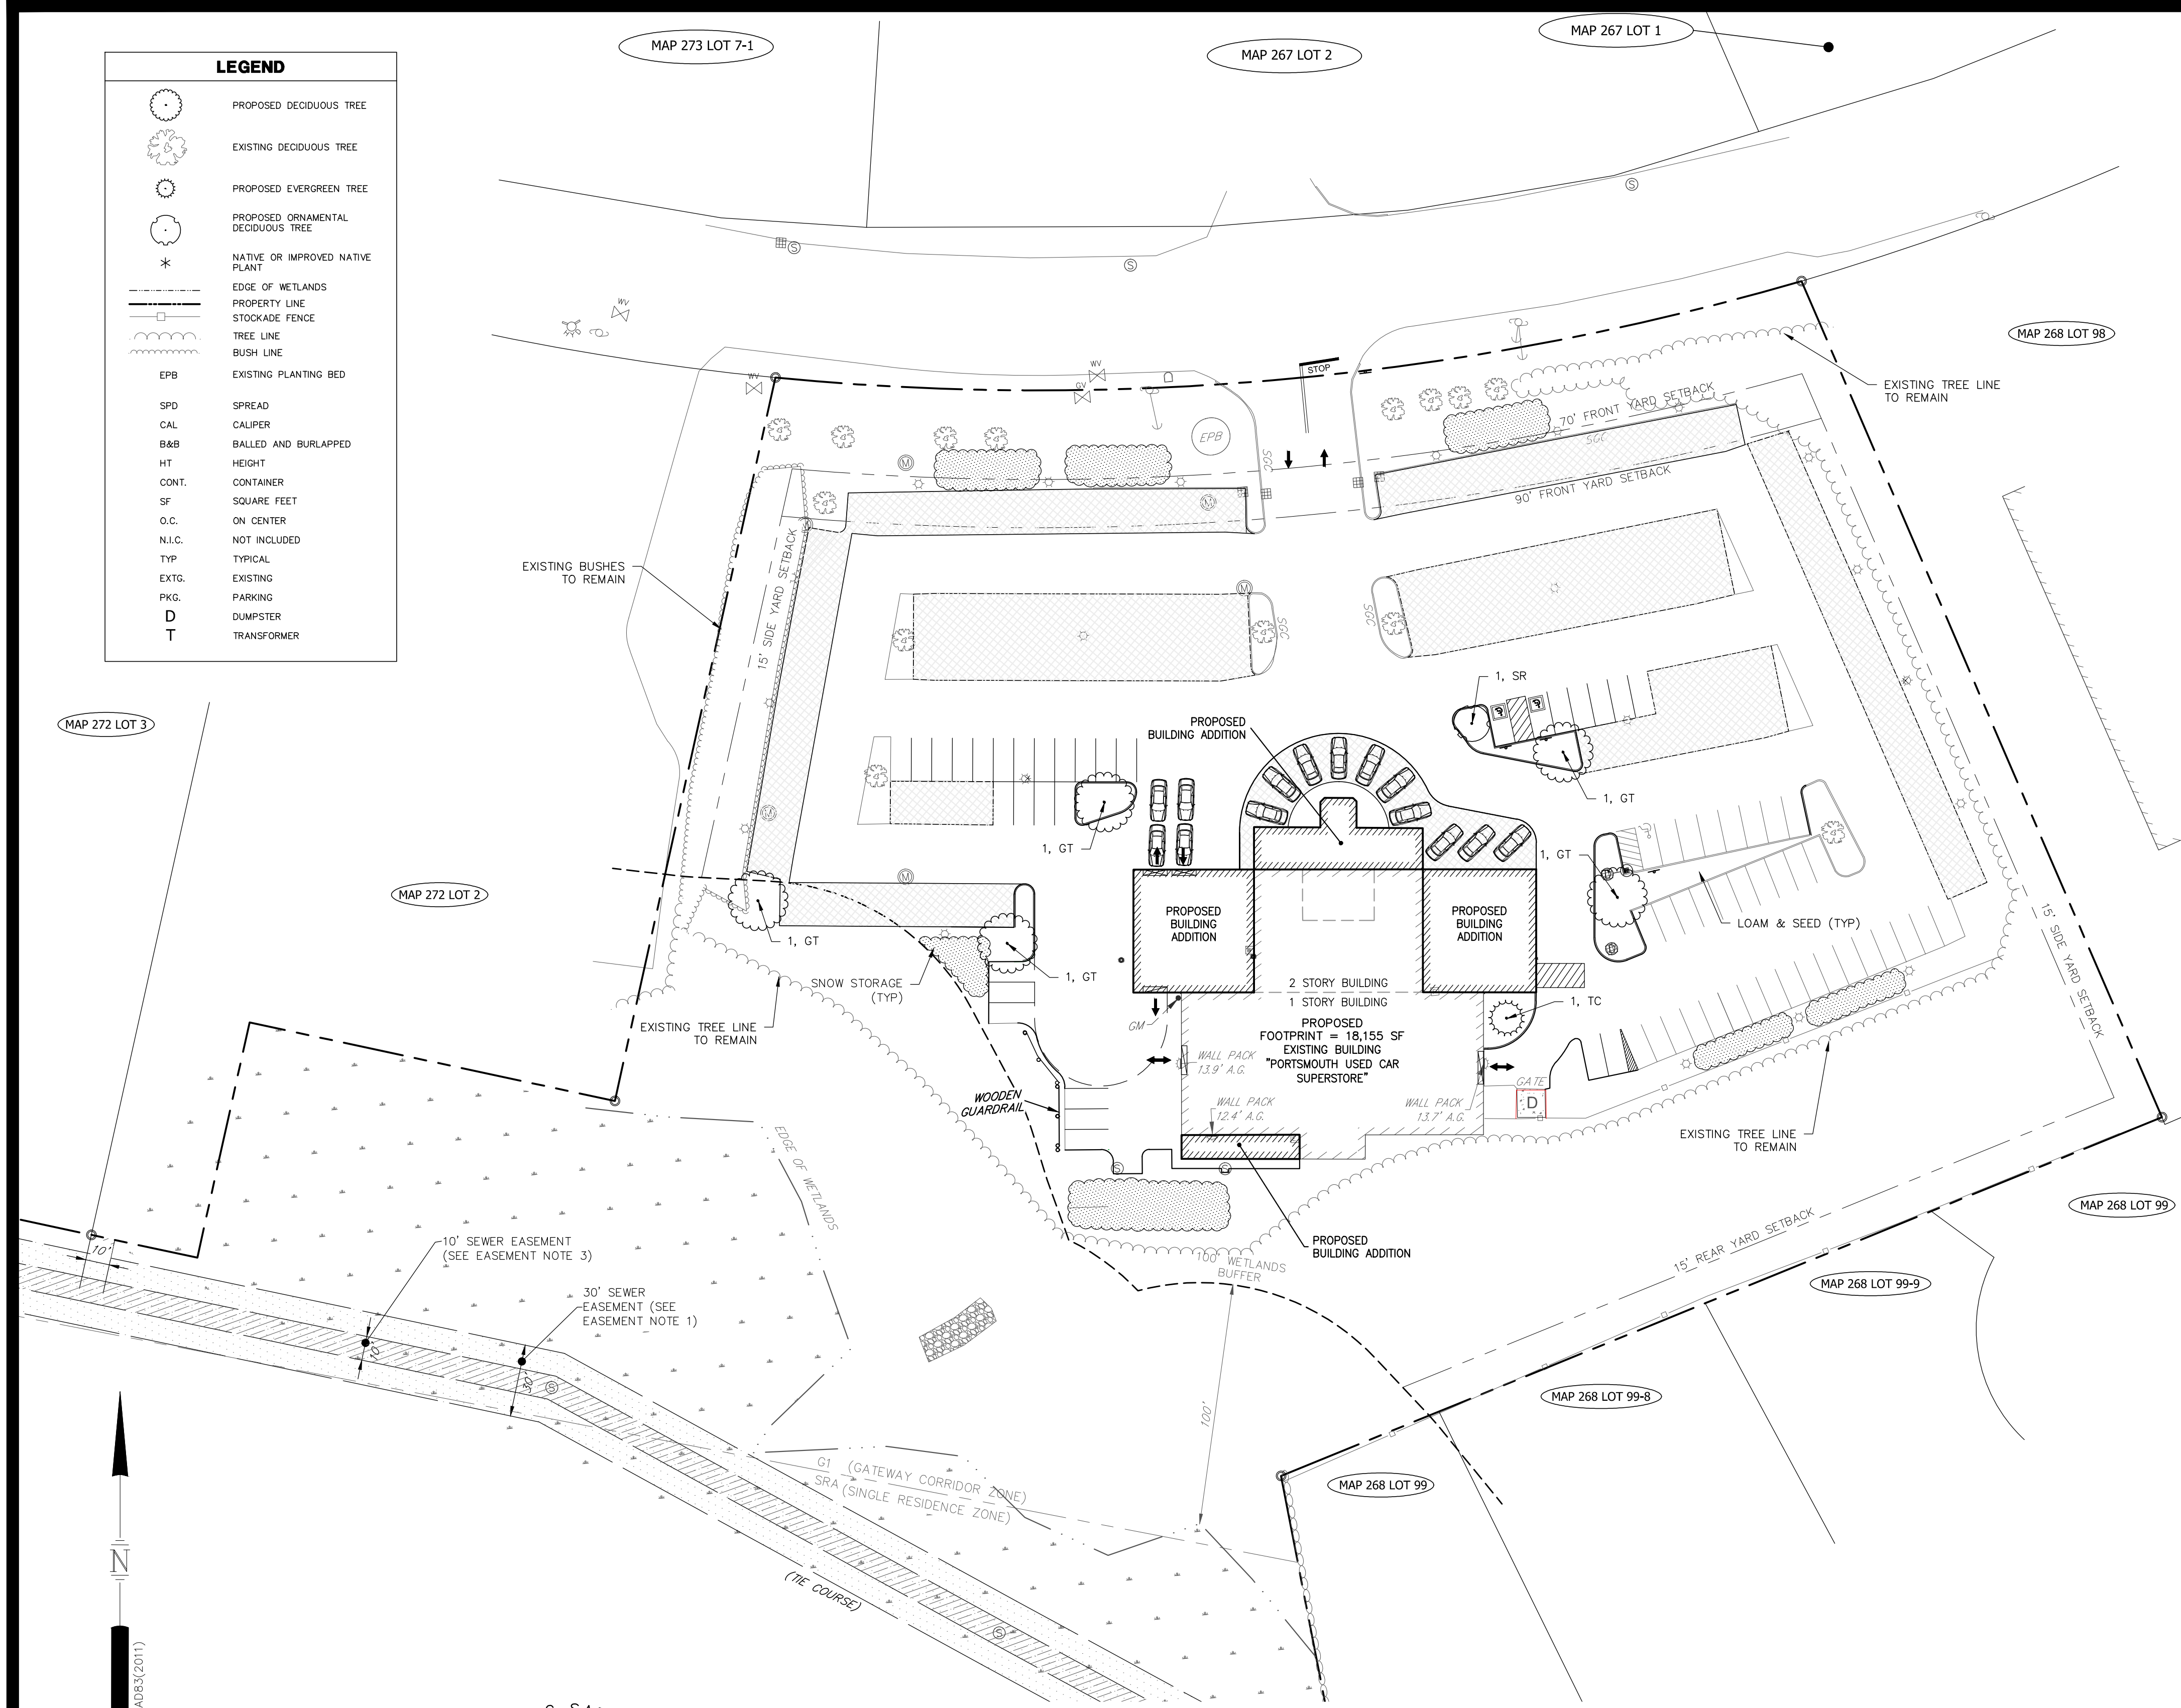 LEGEND
PROPOSED DECIDUOUS TREE
EXISTING DECIDUOUS TREE
PROPOSED EVERGREEN TREE
PROPOSED ORNAMENTAL
DECIDUOUS TREE
NATIVE OR IMPROVED NATIVE
PLANT
EDGE OF WETLANDS
PROPERTY LINE
STOCKADE FENCE
TREE LINE
BUSH LINE
EPB EXISTING PLANTING BED
SPD SPREAD
CAL CALIPER
B&B BALLED AND BURLAPPED
HT HEIGHT
CONT. CONTAINER
SF SQUARE FEET
O.C. ON CENTER
N.I.C. NOT INCLUDED
TYP TYPICAL
EXTG. EXISTING
PKG. PARKING
D DUMPSTER
T TRANSFORMER
MAP 273 LOT 7-1
MAP 267 LOT 2
MAP 267 LOT 1
S
S
S
WV
WV
WV
GV
STOP
MAP 268 LOT 98
EXISTING TREE LINE
TO REMAIN
EPB
SGC
70' FRONT YARD SETBACK
SGC
90' FRONT YARD SETBACK
M
M
M
EXISTING BUSHES
TO REMAIN
15' SIDE YARD SETBACK
SGC
SGC
1, SR
MAP 272 LOT 3
PROPOSED
BUILDING ADDITION
1, GT
1, GT
1, GT
M
M
MAP 272 LOT 2
PROPOSED
BUILDING
ADDITION
PROPOSED
BUILDING
ADDITION
LOAM & SEED (TYP)
15' SIDE YARD SETBACK
1, GT
1, GT
SNOW STORAGE
(TYP)
2 STORY BUILDING
1 STORY BUILDING
1, TC
EXISTING TREE LINE
TO REMAIN
GM
PROPOSED
FOOTPRINT = 18,155 SF
EXISTING BUILDING
"PORTSMOUTH USED CAR
SUPERSTORE"
WALL PACK
13.9' A.G.
WOODEN
GUARDRAIL
WALL PACK
12.4' A.G.
WALL PACK
13.7' A.G.
GATE
D
EXISTING TREE LINE
TO REMAIN
S
S
EDGE OF WETLANDS
MAP 268 LOT 99
10'
10' SEWER EASEMENT
(SEE EASEMENT NOTE 3)
PROPOSED
BUILDING ADDITION
100' WETLANDS
BUFFER
15' REAR YARD SETBACK
MAP 268 LOT 99-9
30' SEWER
EASEMENT (SEE
EASEMENT NOTE 1)
10'
30'
S
MAP 268 LOT 99-8
100'
G1 (GATEWAY CORRIDOR ZONE)
SRA (SINGLE RESIDENCE ZONE)
MAP 268 LOT 99
N
(TIE COURSE)
S
AD83(2011)